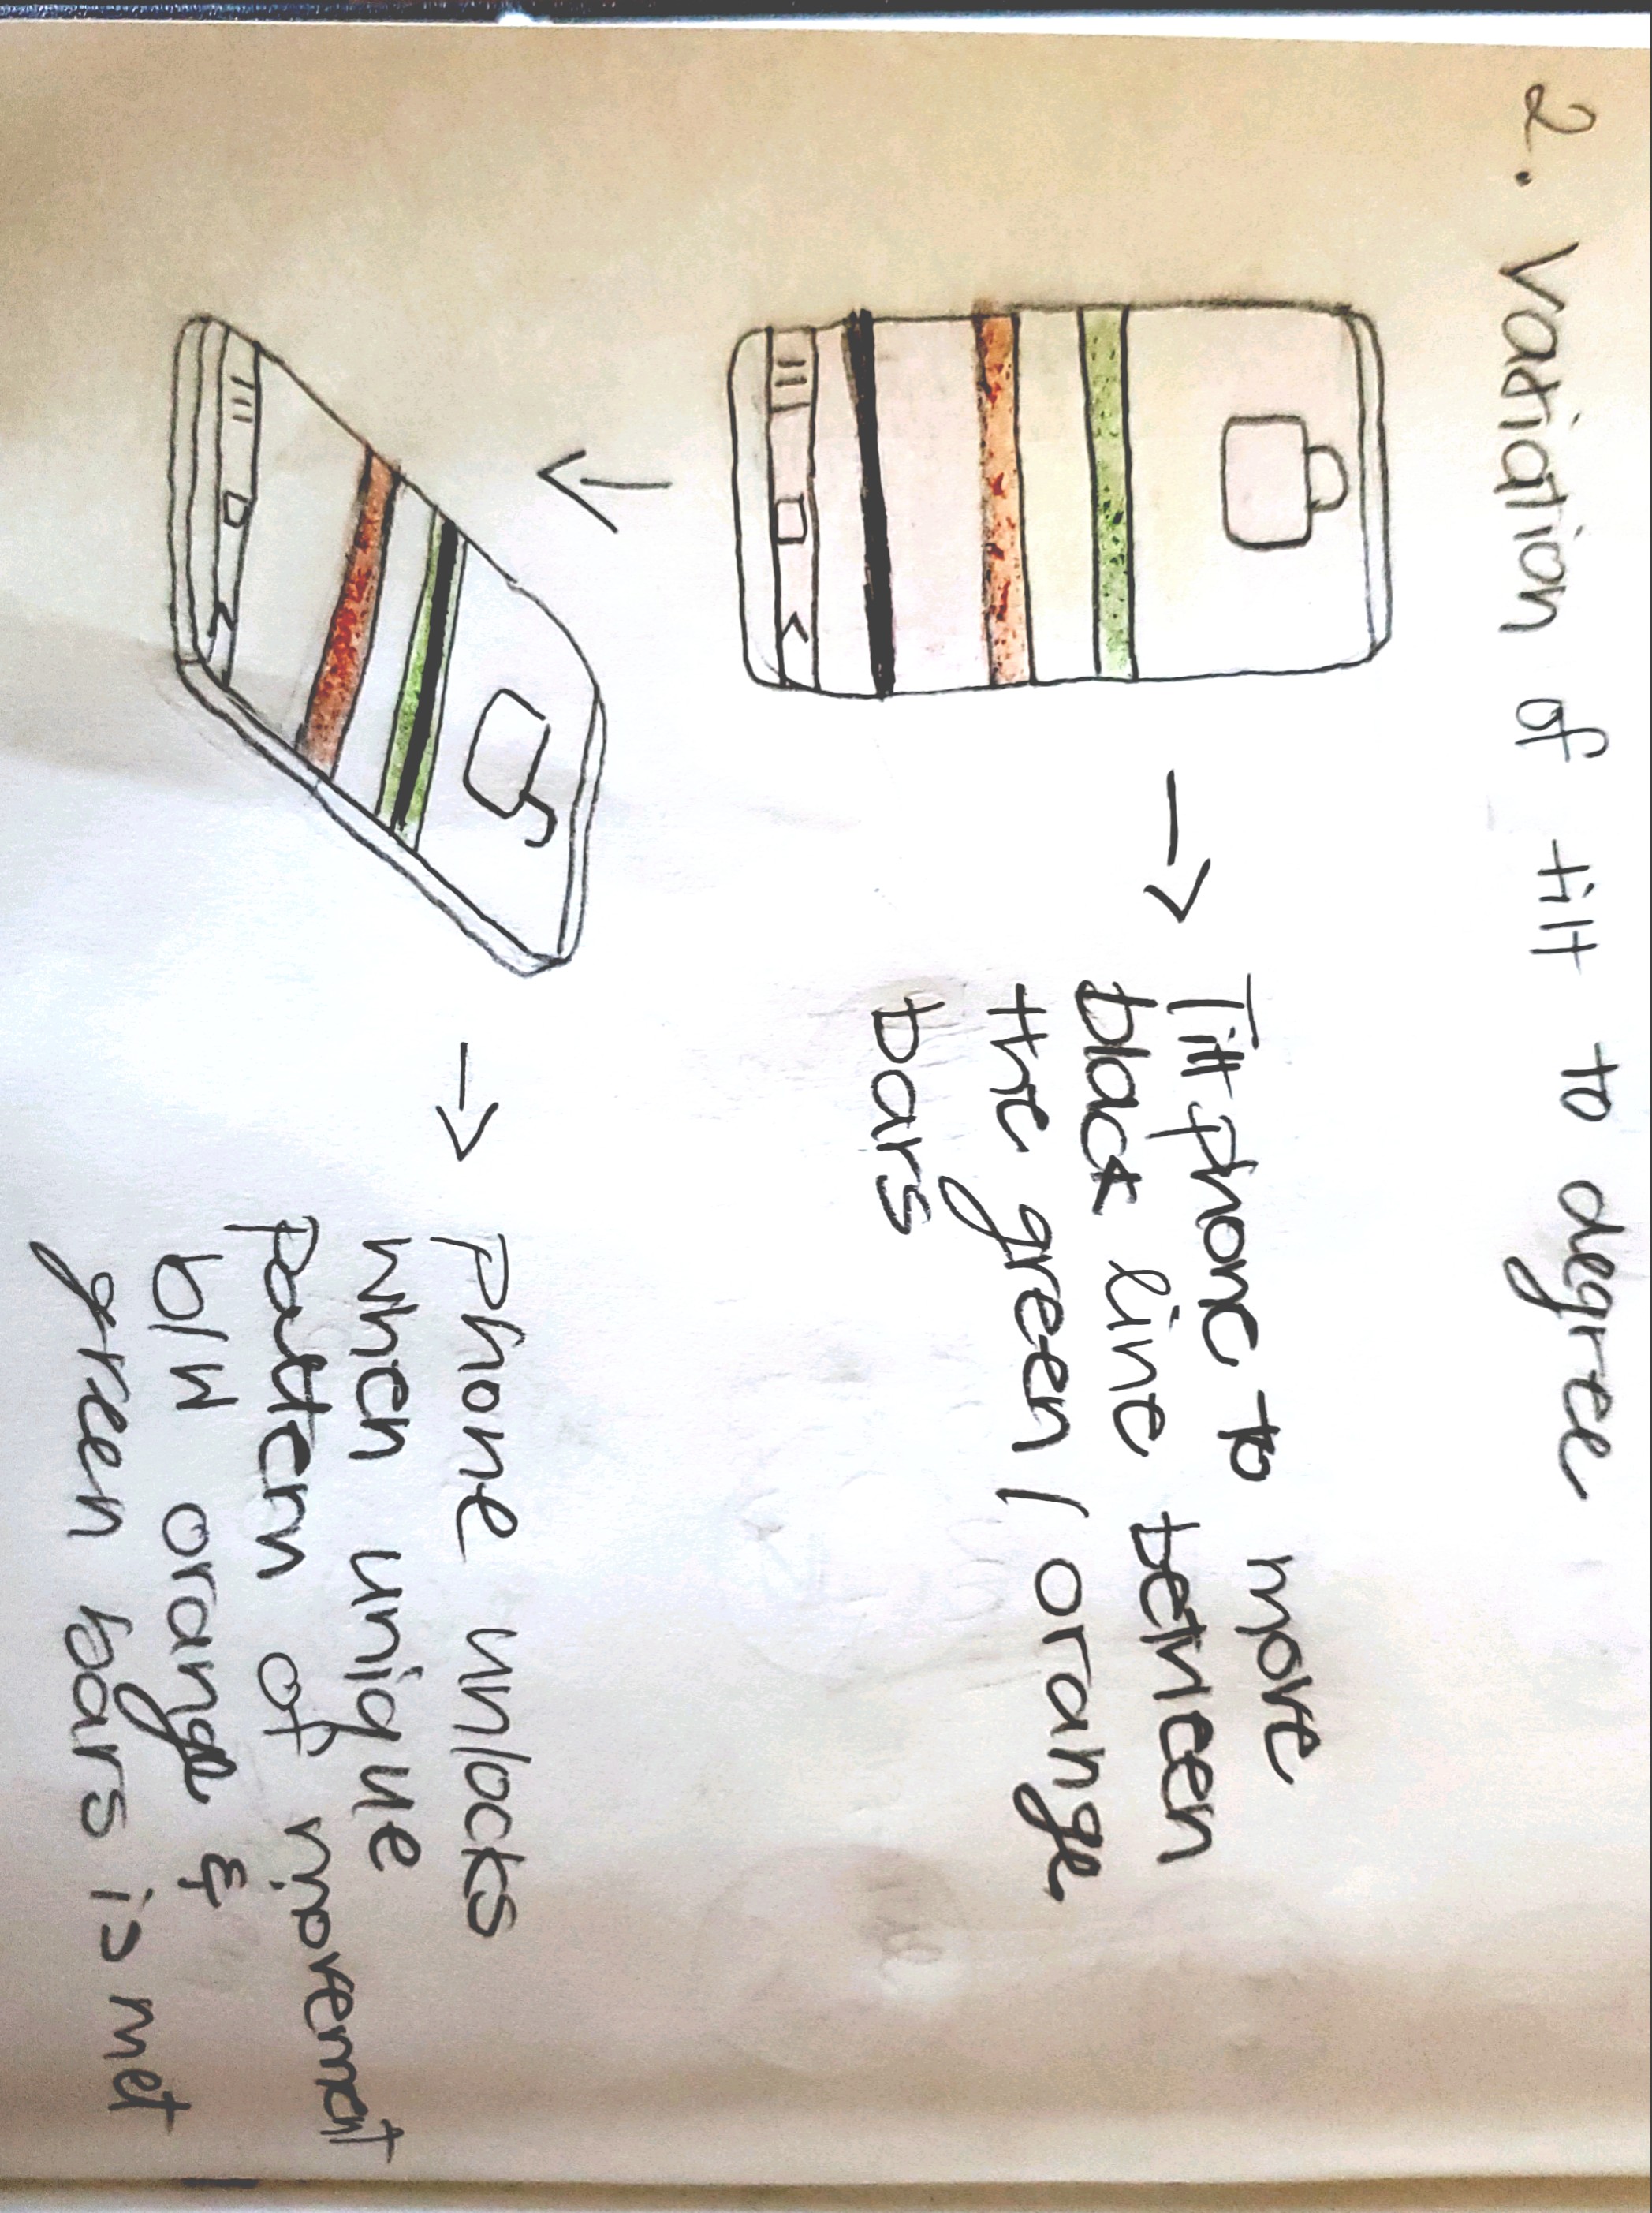 2. Variation of tilt to degree
Tilt phone to move
black line between
the green / orange
bars
phone unlocks
when unique
pattern of movement
b/w orange &
green bars is met